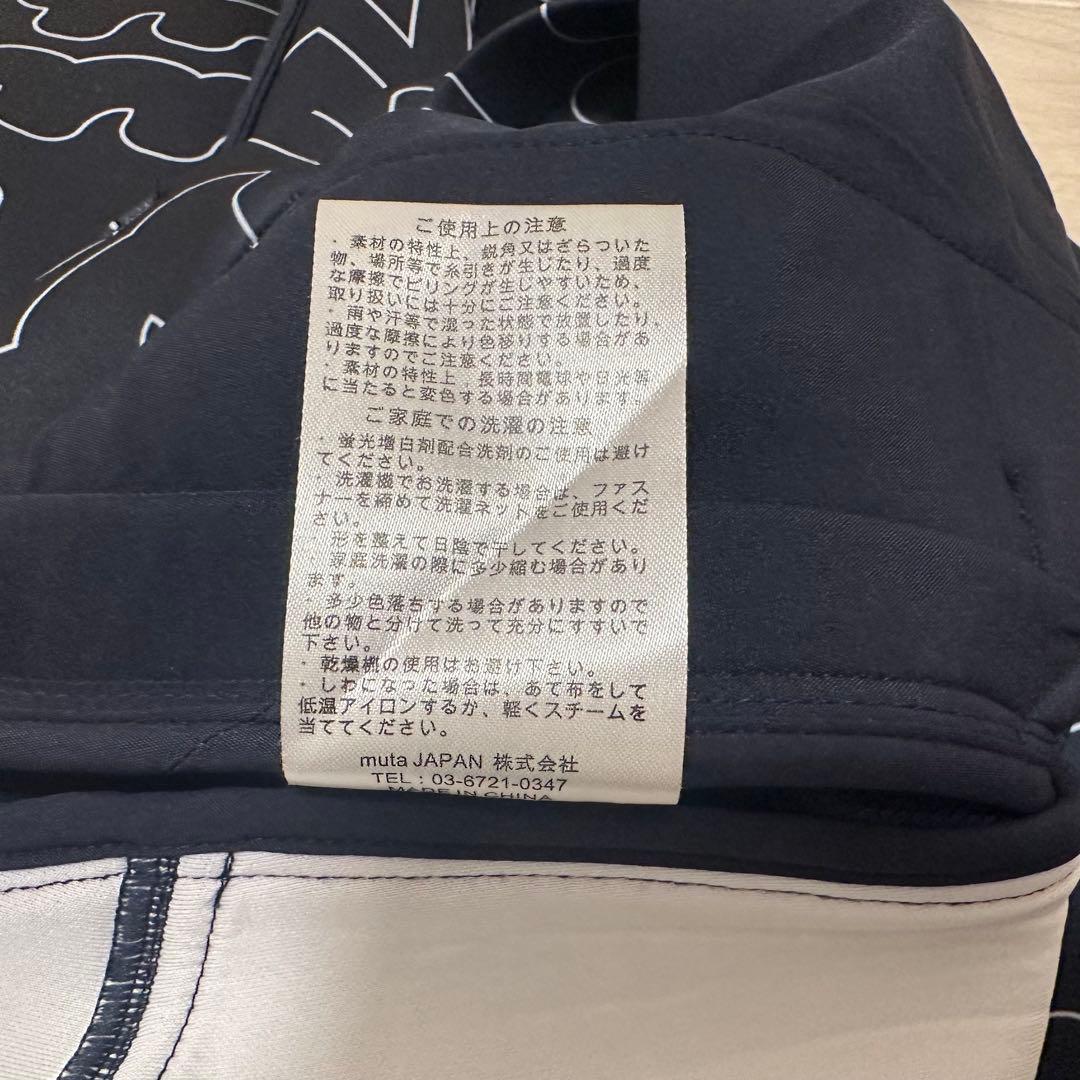 ご使用上の注意
・素材の特性上、鋭角又はざらついた
物、場所等で糸引きが生じたり、過度
な摩擦でピリングが生じやすいため、
取り扱いには十分にご注意ください。
・雨や汗等で湿った状態で放置したり、
過度な摩擦により色移りする場合があ
りますのでご注意ください。
・素材の特性上、長時間電球や日光等
に当たると変色する場合があります。
ご家庭での洗濯の注意
・蛍光増白剤配合洗剤のご使用は避け
てください。
・洗濯機でお洗濯する場合は、ファス
ナーを締めて洗濯ネットをご使用くだ
さい。
・形を整えて日陰で干してください。
・家庭洗濯の際に多少縮む場合があり
ます。
多少色落ちする場合がありますので
他の物と分けて洗って充分にすすいで
下さい。
・乾燥機の使用はお避け下さい。
・しわになった場合は、あて布をして
低温アイロンするか、軽くスチームを
当ててください。
muta JAPAN 株式会社
TEL : 03-6721-0347
MADE IN CHINA